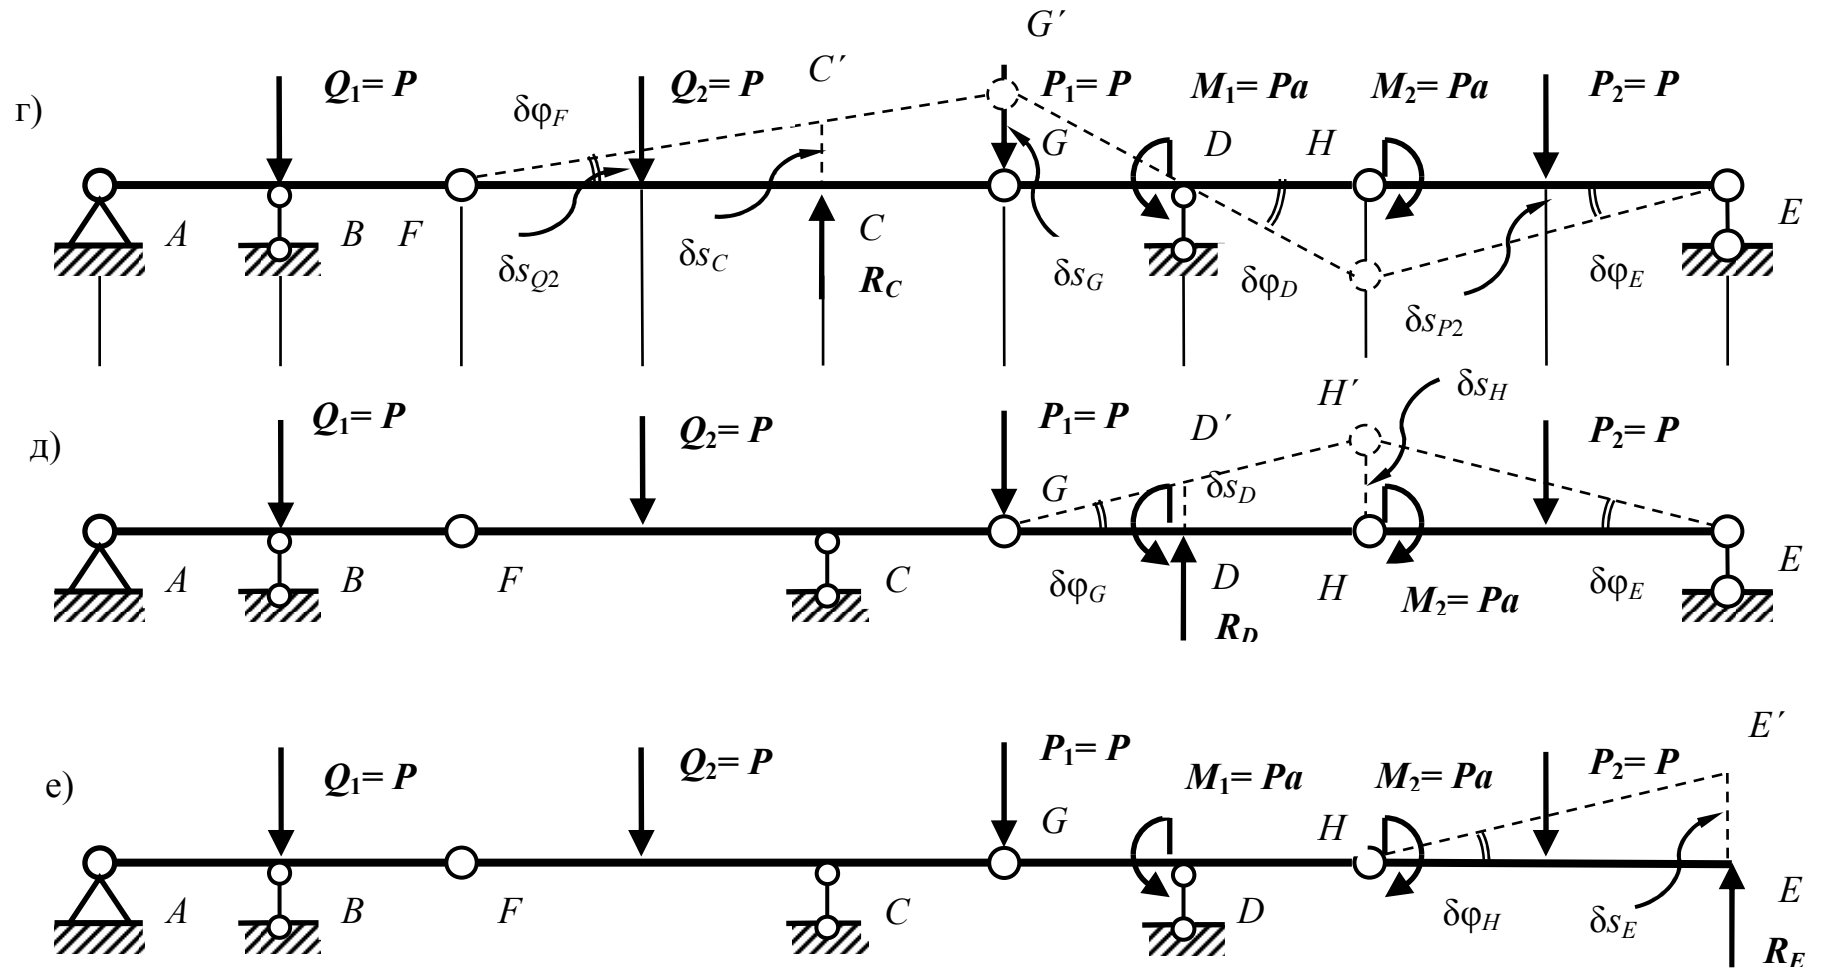 G´
C´
Q₁= P
Q₂= P
P₁= P
M₁= Pa
M₂= Pa
P₂= P
г)
δφF
G
D
H
A
B
F
C
E
δsQ2
δsC
RC
δsG
δφD
δφE
δsP2
δsH
H´
Q₁= P
Q₂= P
P₁= P
D´
P₂= P
д)
G
δsD
A
B
F
C
δφG
D
H
δφE
E
M₂= Pa
RD
E´
Q₁= P
Q₂= P
P₁= P
M₁= Pa
M₂= Pa
P₂= P
е)
G
H
A
B
F
C
D
δφH
δsE
E
RE